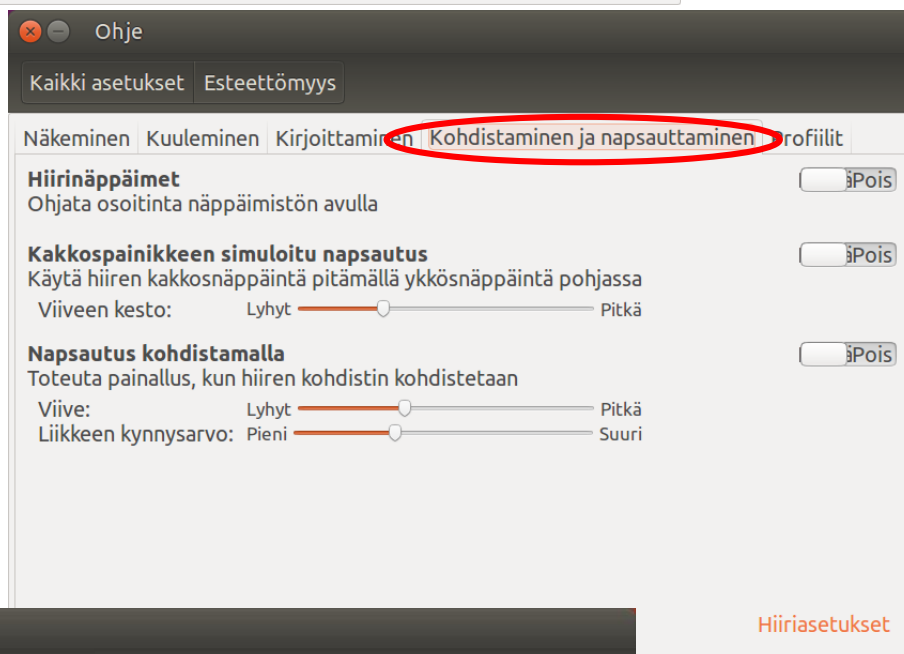 Ohje
Kaikki asetukset Esteettömyys
Näkeminen Kuuleminen Kirjoittaminen Kohdistaminen ja napsauttaminen Profiilit
Hiirinäppäimet Pois
Ohjata osoitinta näppäimistön avulla
Kakkospainikkeen simuloitu napsautus Pois
Käytä hiiren kakkosnäppäintä pitämällä ykkösnäppäintä pohjassa
Viiveen kesto: Lyhyt Pitkä
Napsautus kohdistamalla Pois
Toteuta painallus, kun hiiren kohdistin kohdistetaan
Viive: Lyhyt Pitkä
Liikkeen kynnysarvo: Pieni Suuri
Hiiriasetukset